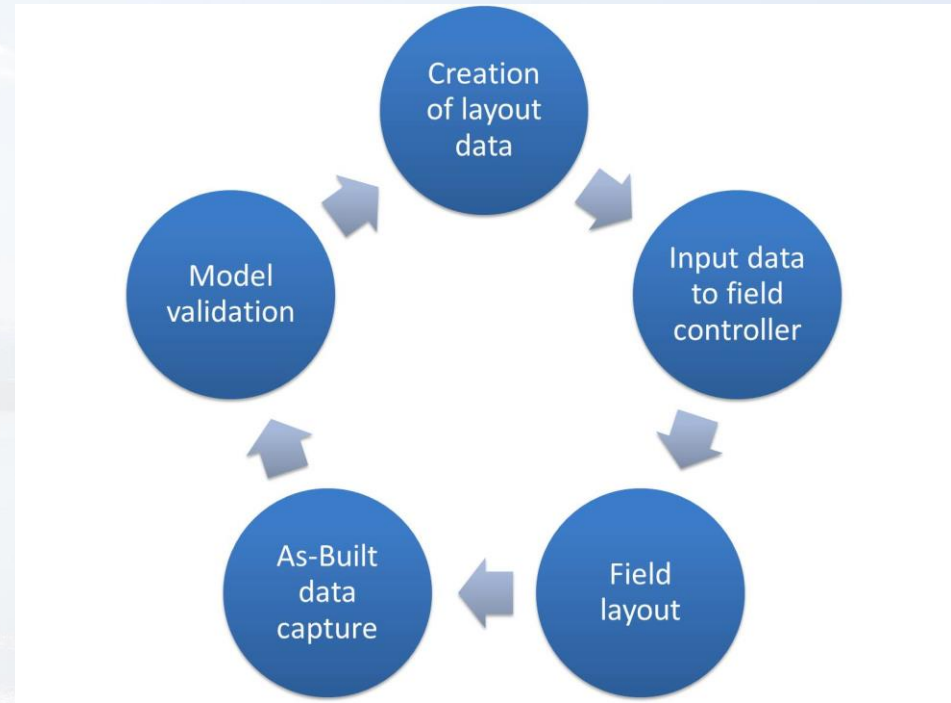 Creation
of layout
data
Input data
to field
controller
Field
layout
As-Built
data
capture
Model
validation